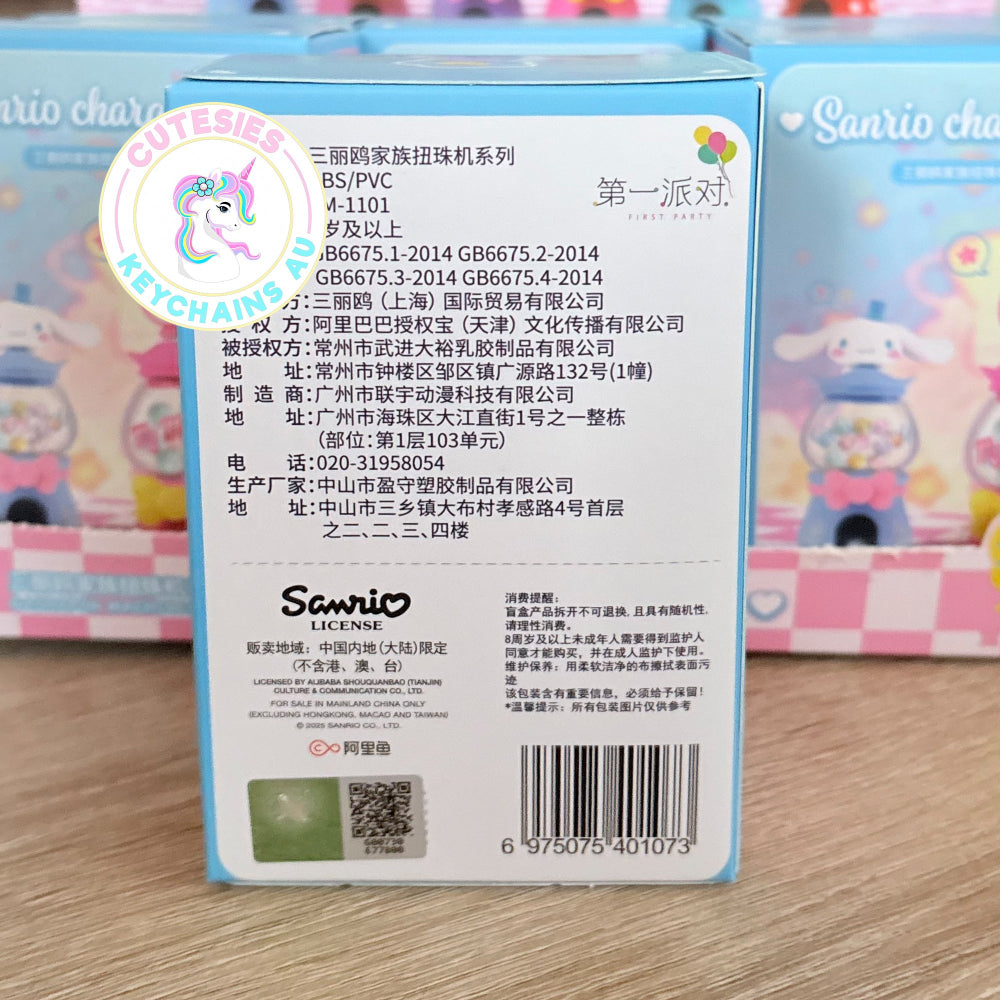 nrio chara
Sanrio cha
三丽鸥家族
CUTESIES
KEYCHAINS AU
三丽鸥家族扭珠机系列
BS/PVC
M-1101
岁及以上
GB6675.1-2014 GB6675.2-2014
GB6675.3-2014 GB6675.4-2014
方:三丽鸥(上海)国际贸易有限公司
授 权 方:阿里巴巴授权宝(天津)文化传播有限公司
被授权方:常州市武进大裕乳胶制品有限公司
地 址:常州市钟楼区邹区镇广源路132号(1幢)
制 造 商:广州市联宇动漫科技有限公司
地 址:广州市海珠区大江直街1号之一整栋
(部位:第1层103单元)
电 话:020-31958054
生产厂家:中山市盈守塑胶制品有限公司
地 址:中山市三乡镇大布村孝感路4号首层
之二、二、三、四楼
第一派对
FIRST PARTY
Sanrio
LICENSE
贩卖地域:中国内地(大陆)限定
(不含港、澳、台)
LICENSED BY ALIBABA SHOUQUANBAO (TIANJIN)
CULTURE & COMMUNICATION CO., LTD.
FOR SALE IN MAINLAND CHINA ONLY
(EXCLUDING HONGKONG, MACAO AND TAIWAN)
© 2025 SANRIO CO., LTD.
阿里鱼
消费提醒:
盲盒产品拆开不可退换,且具有随机性,
请理性消费。
8周岁及以上未成年人需要得到监护人
同意才能购买,并在成人监护下使用。
维护保养:用柔软洁净的布擦拭表面污
迹
该包装含有重要信息,必须给予保留!
*温馨提示:所有包装图片仅供参考
6 975075 401073